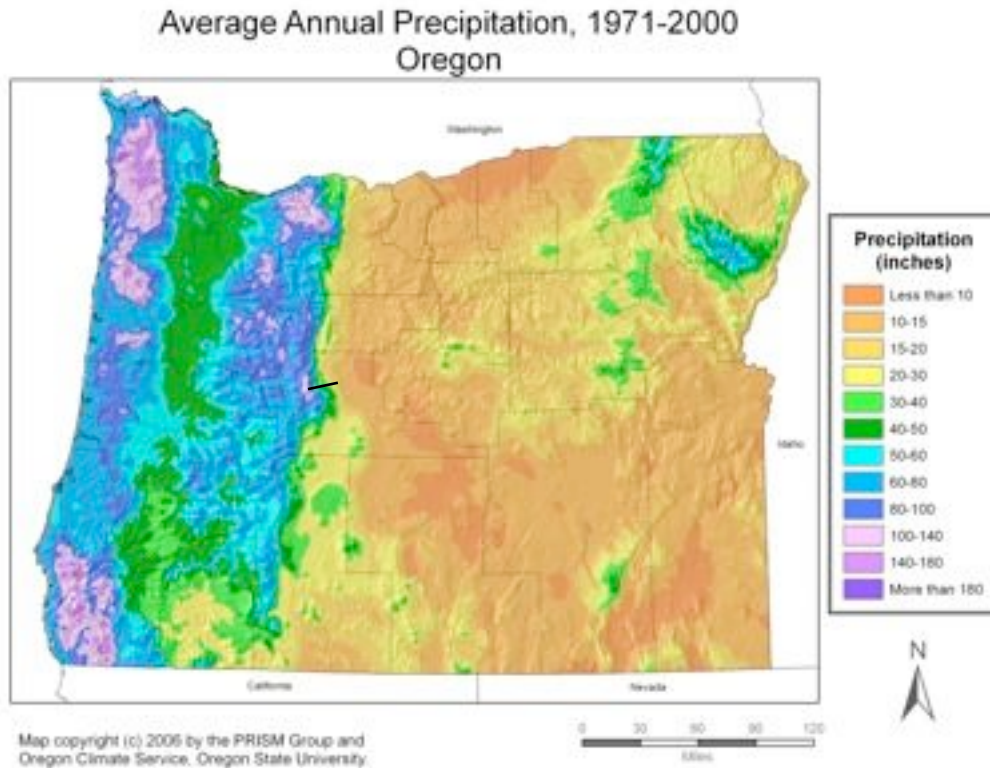 Average Annual Precipitation, 1971-2000
Oregon
Washington
Idaho
California
Nevada
Precipitation
(inches)
Less than 10
10-15
15-20
20-30
30-40
40-50
50-60
60-80
80-100
100-140
140-180
More than 180
N
0 30 60 90 120
Miles
Map copyright (c) 2006 by the PRISM Group and
Oregon Climate Service, Oregon State University.